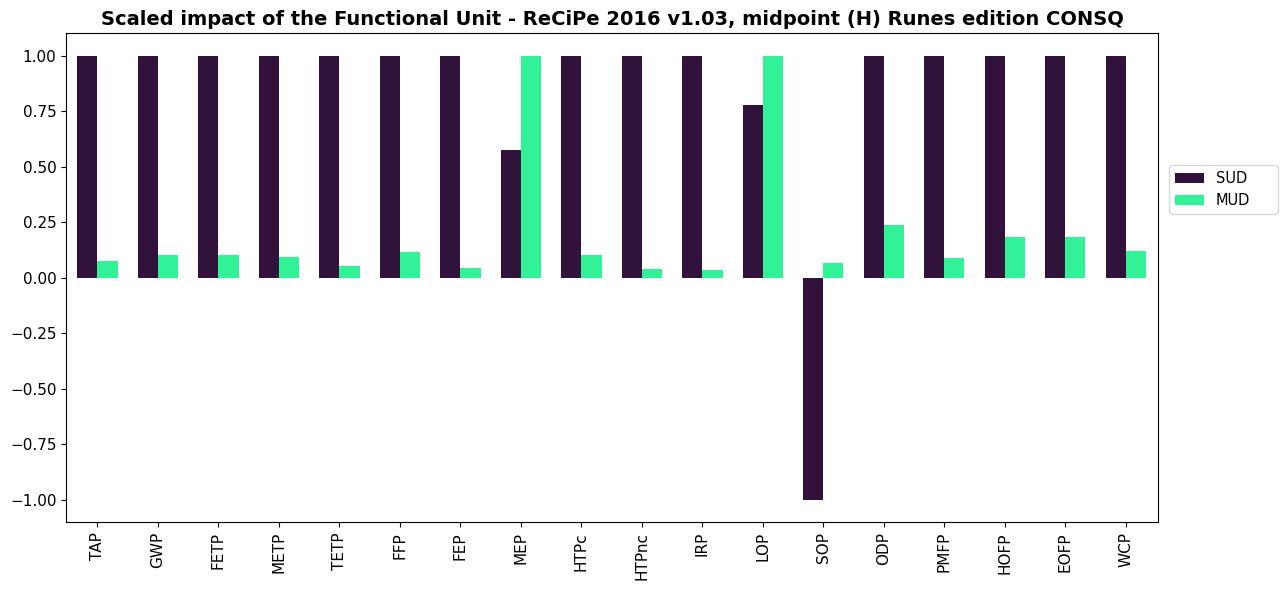 Scaled impact of the Functional Unit - ReCiPe 2016 v1.03, midpoint (H) Runes edition CONSQ
1.00
0.75
0.50
0.25
0.00
−0.25
−0.50
−0.75
−1.00
TAP
GWP
FETP
METP
TETP
FFP
FEP
MEP
HTPc
HTPnc
IRP
LOP
SOP
ODP
PMFP
HOFP
EOFP
WCP
SUD
MUD